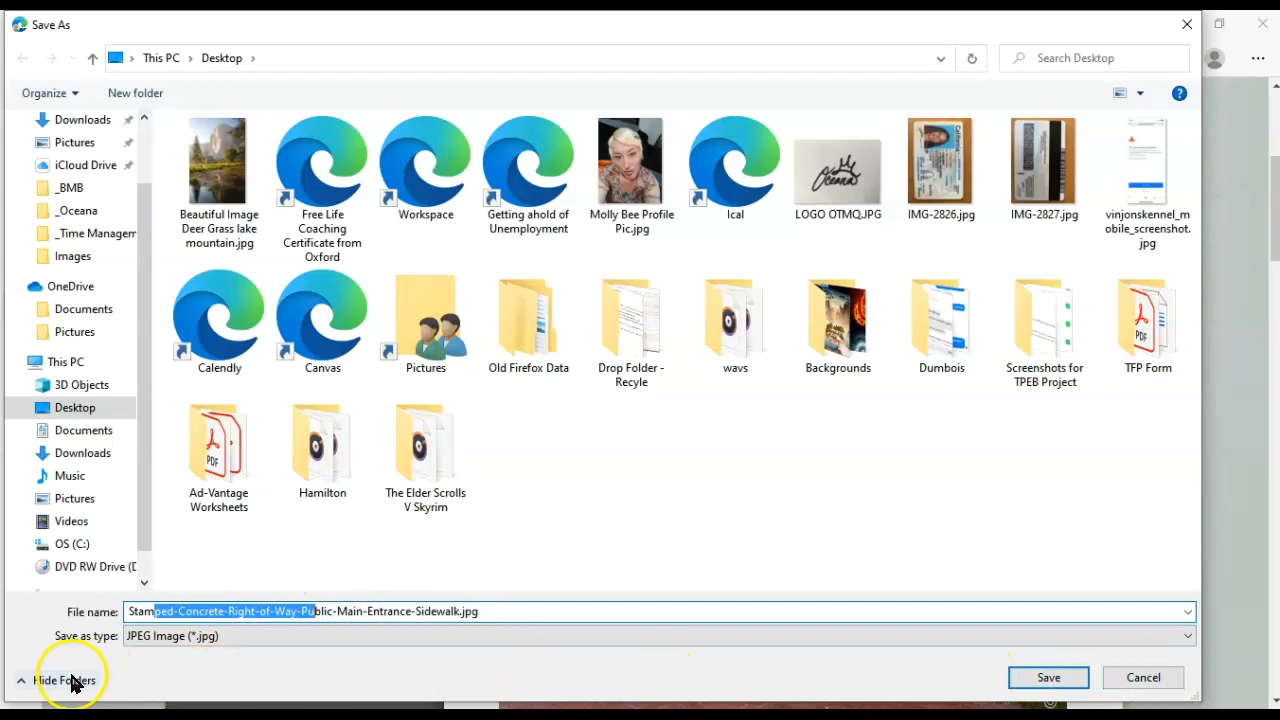 Save As
This PC
Desktop
Search Desktop
Organize
New folder
Downloads
Pictures
iCloud Drive
_BMB
_Oceana
_Time Managem
Images
OneDrive
Documents
Pictures
This PC
3D Objects
Desktop
Documents
Downloads
Music
Pictures
Videos
OS (C:)
DVD RW Drive (D
Beautiful Image
Deer Grass lake
mountain.jpg
Free Life
Coaching
Certificate from
Oxford
Workspace
Getting ahold of
Unemployment
Molly Bee Profile
Pic.jpg
Ical
LOGO OTMQ.JPG
IMG-2826.jpg
IMG-2827.jpg
vinjonskennel_m
obile_screenshot.
jpg
Calendly
Canvas
Pictures
Old Firefox Data
Drop Folder -
Recyle
wavs
Backgrounds
Dumbois
Screenshots for
TPEB Project
PDF
TFP Form
PDF
Ad-Vantage
Worksheets
Hamilton
The Elder Scrolls
V Skyrim
File name:
Stamped-Concrete-Right-of-Way-Public-Main-Entrance-Sidewalk.jpg
Save as type:
JPEG Image (*.jpg)
Hide Folders
Save
Cancel